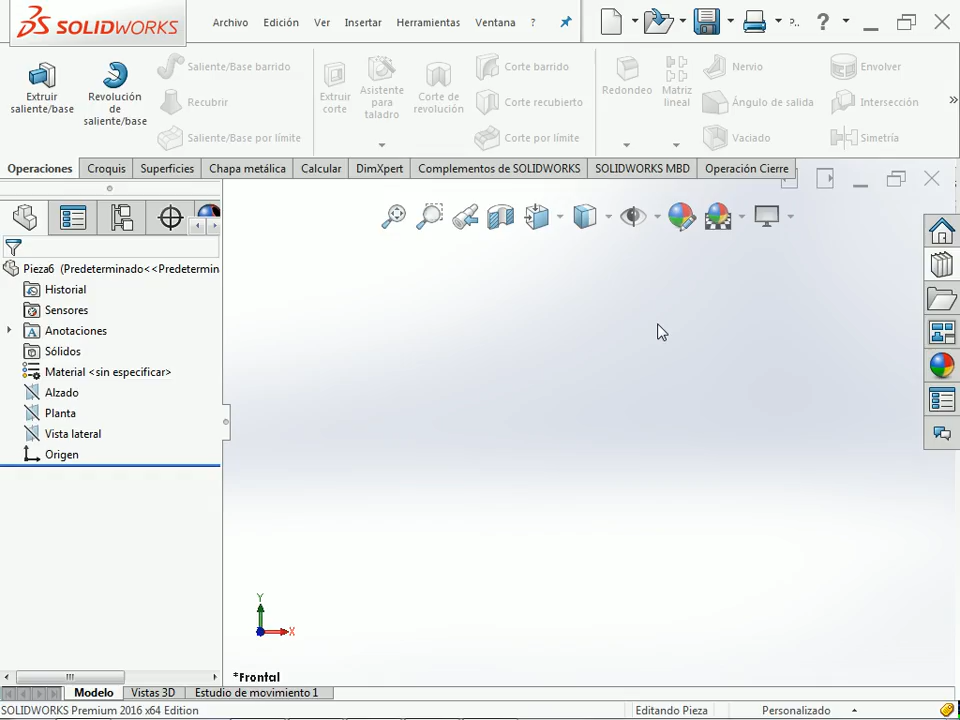 SOLIDWORKS
Archivo Edición Ver Insertar Herramientas Ventana ? P..
Extruir saliente/base
Revolución de saliente/base
Saliente/Base barrido
Recubrir
Saliente/Base por límite
Extruir corte
Asistente para taladro
Corte de revolución
Corte barrido
Corte recubierto
Corte por límite
Redondeo
Matriz lineal
Nervio
Ángulo de salida
Vaciado
Envolver
Intersección
Simetría
Operaciones Croquis Superficies Chapa metálica Calcular DimXpert Complementos de SOLIDWORKS SOLIDWORKS MBD Operación Cierre
Pieza6 (Predeterminado<<Predetermin
Historial
Sensores
Anotaciones
Sólidos
Material <sin especificar>
Alzado
Planta
Vista lateral
Origen
Y
X
*Frontal
Modelo Vistas 3D Estudio de movimiento 1
SOLIDWORKS Premium 2016 x64 Edition Editando Pieza Personalizado